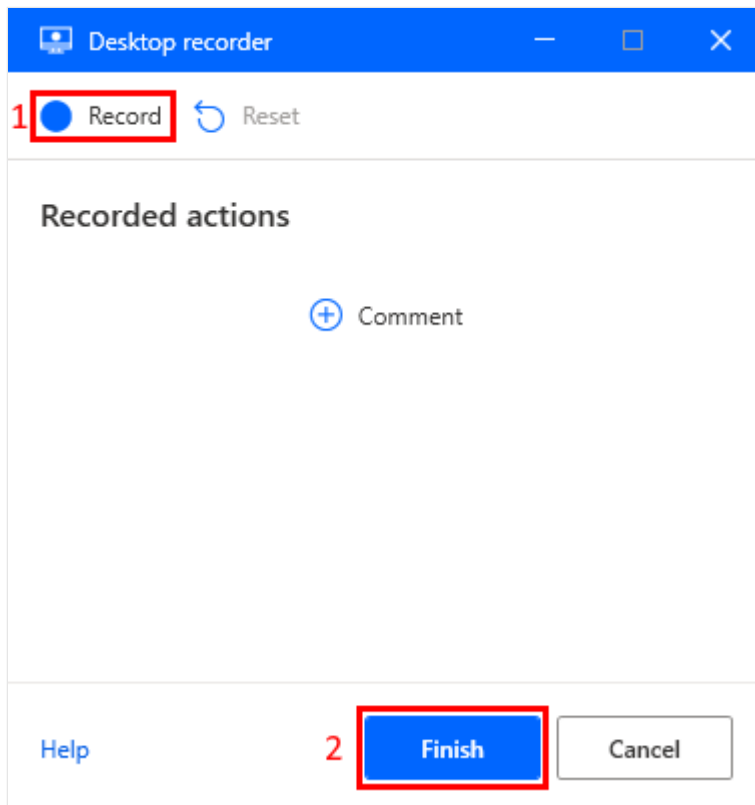 Desktop recorder
1 Record Reset
Recorded actions
Comment
Help 2 Finish Cancel